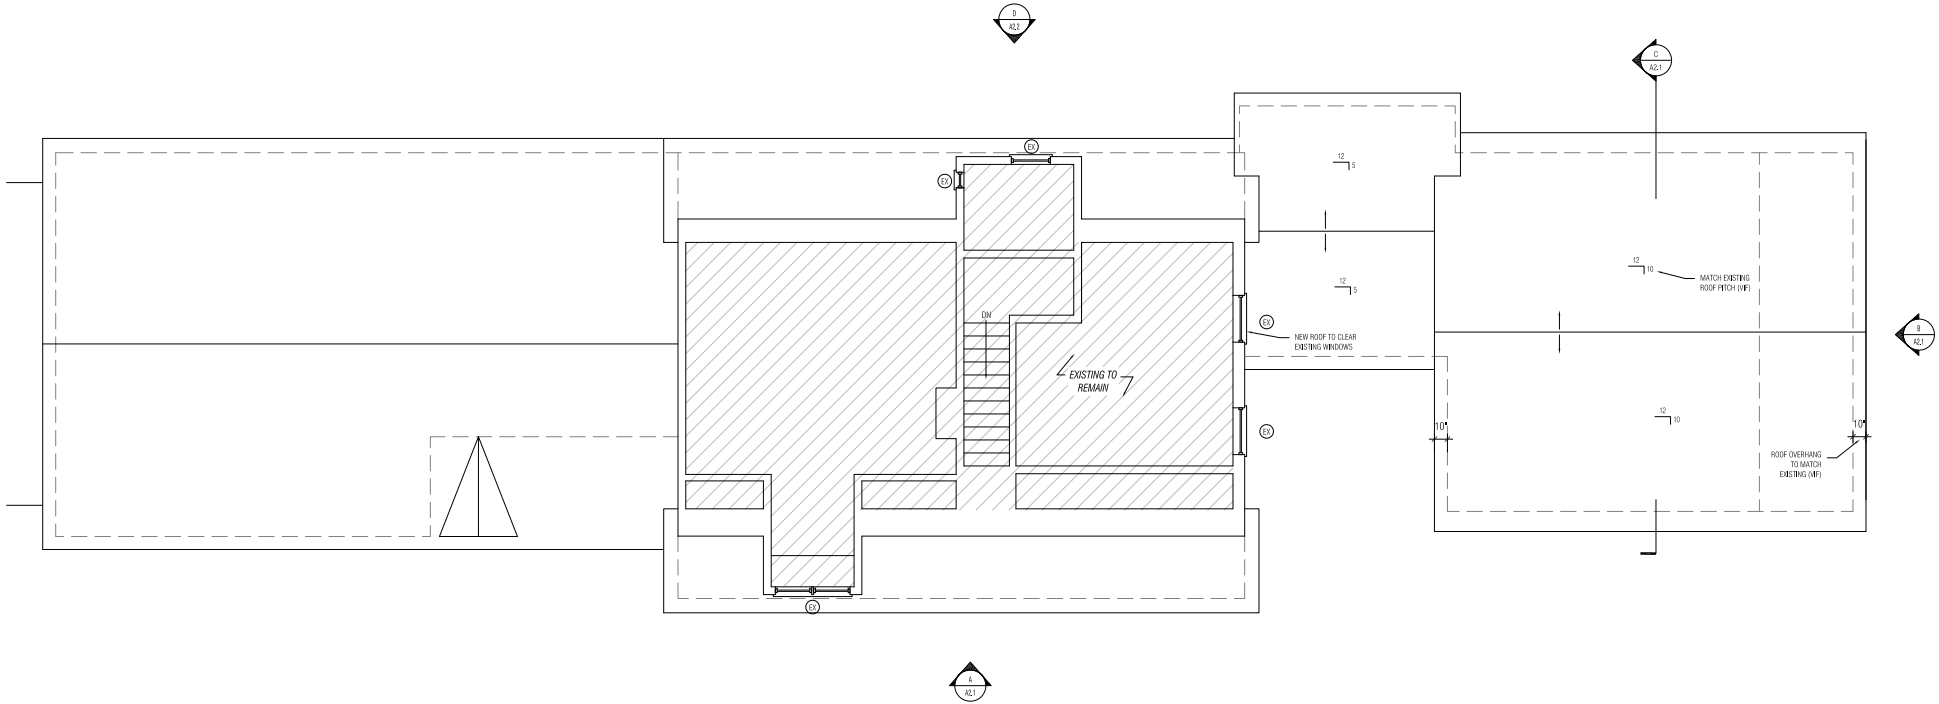 D
A2.2
C
A2.1
EX
EX
12
5
12
10
MATCH EXISTING
ROOF PITCH (VIF)
12
5
DN
EX
NEW ROOF TO CLEAR
EXISTING WINDOWS
B
A2.1
EXISTING TO
REMAIN
12
10
10"
10"
EX
ROOF OVERHANG
TO MATCH
EXISTING (VIF)
EX
A
A2.1